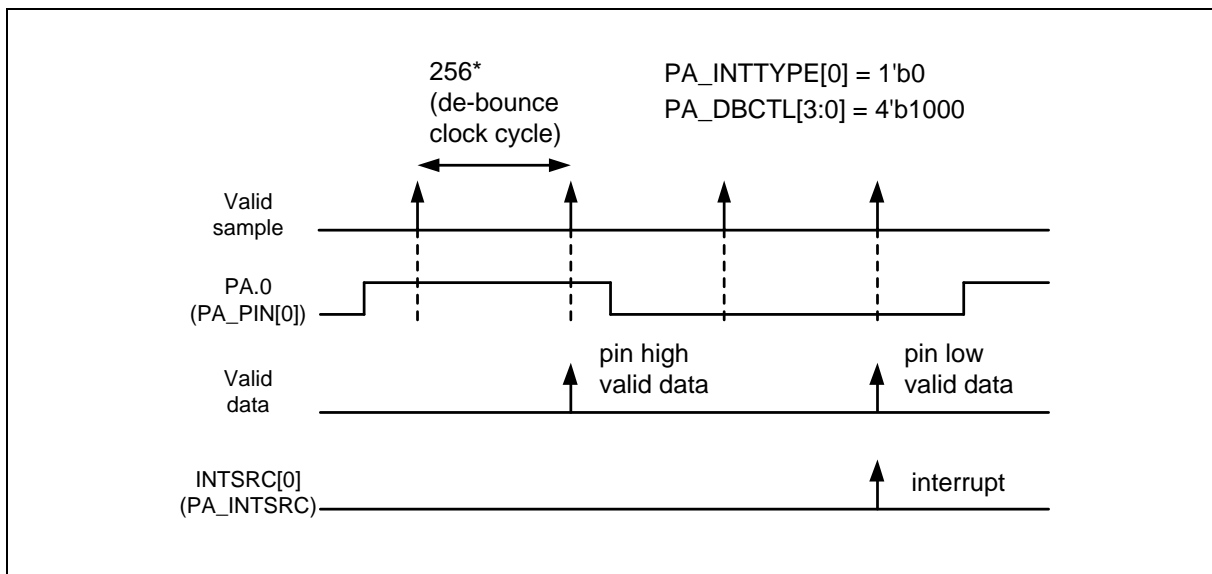 256*
(de-bounce
clock cycle)
PA_INTTYPE[0] = 1'b0
PA_DBCTL[3:0] = 4'b1000
Valid
sample
PA.0
(PA_PIN[0])
pin high
valid data
pin low
valid data
Valid
data
INTSRC[0]
(PA_INTSRC)
interrupt